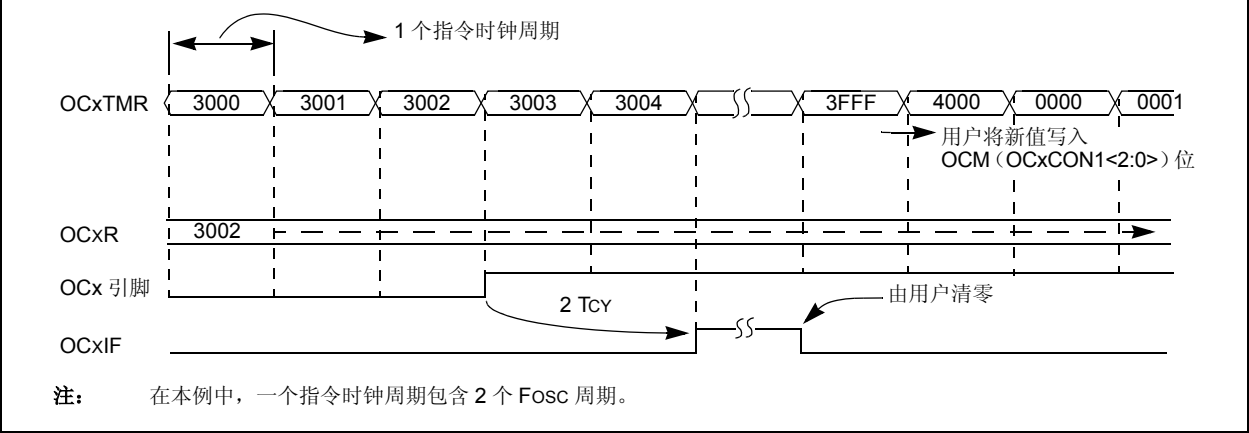 1 个指令时钟周期
OCxTMR 3000 3001 3002 3003 3004 3FFF 4000 0000 0001
用户将新值写入
OCM（OCxCON1<2:0>）位
OCxR 3002
OCx 引脚
2 TCY
由用户清零
OCxIF
注： 在本例中，一个指令时钟周期包含 2 个 FOSC 周期。